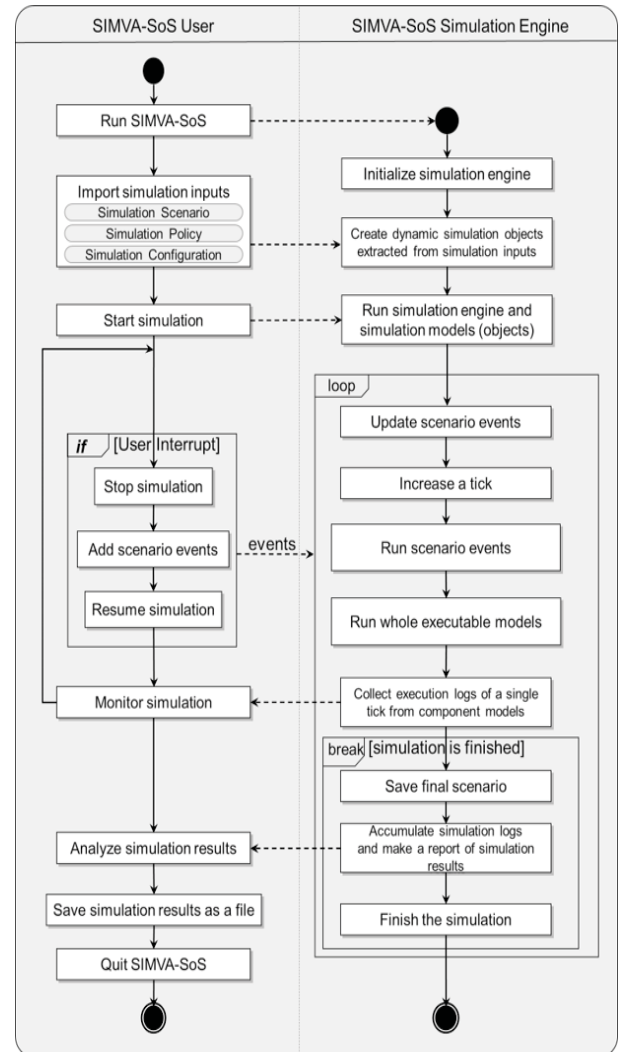 SIMVA-SoS User
SIMVA-SoS Simulation Engine
Run SIMVA-SoS
Initialize simulation engine
Import simulation inputs
Simulation Scenario
Simulation Policy
Simulation Configuration
Create dynamic simulation objects
extracted from simulation inputs
Start simulation
Run simulation engine and
simulation models (objects)
loop
Update scenario events
if [User Interrupt]
Stop simulation
Increase a tick
Add scenario events
events
Run scenario events
Resume simulation
Run whole executable models
Monitor simulation
Collect execution logs of a single
tick from component models
break [simulation is finished]
Save final scenario
Analyze simulation results
Accumulate simulation logs
and make a report of simulation
results
Save simulation results as a file
Finish the simulation
Quit SIMVA-SoS